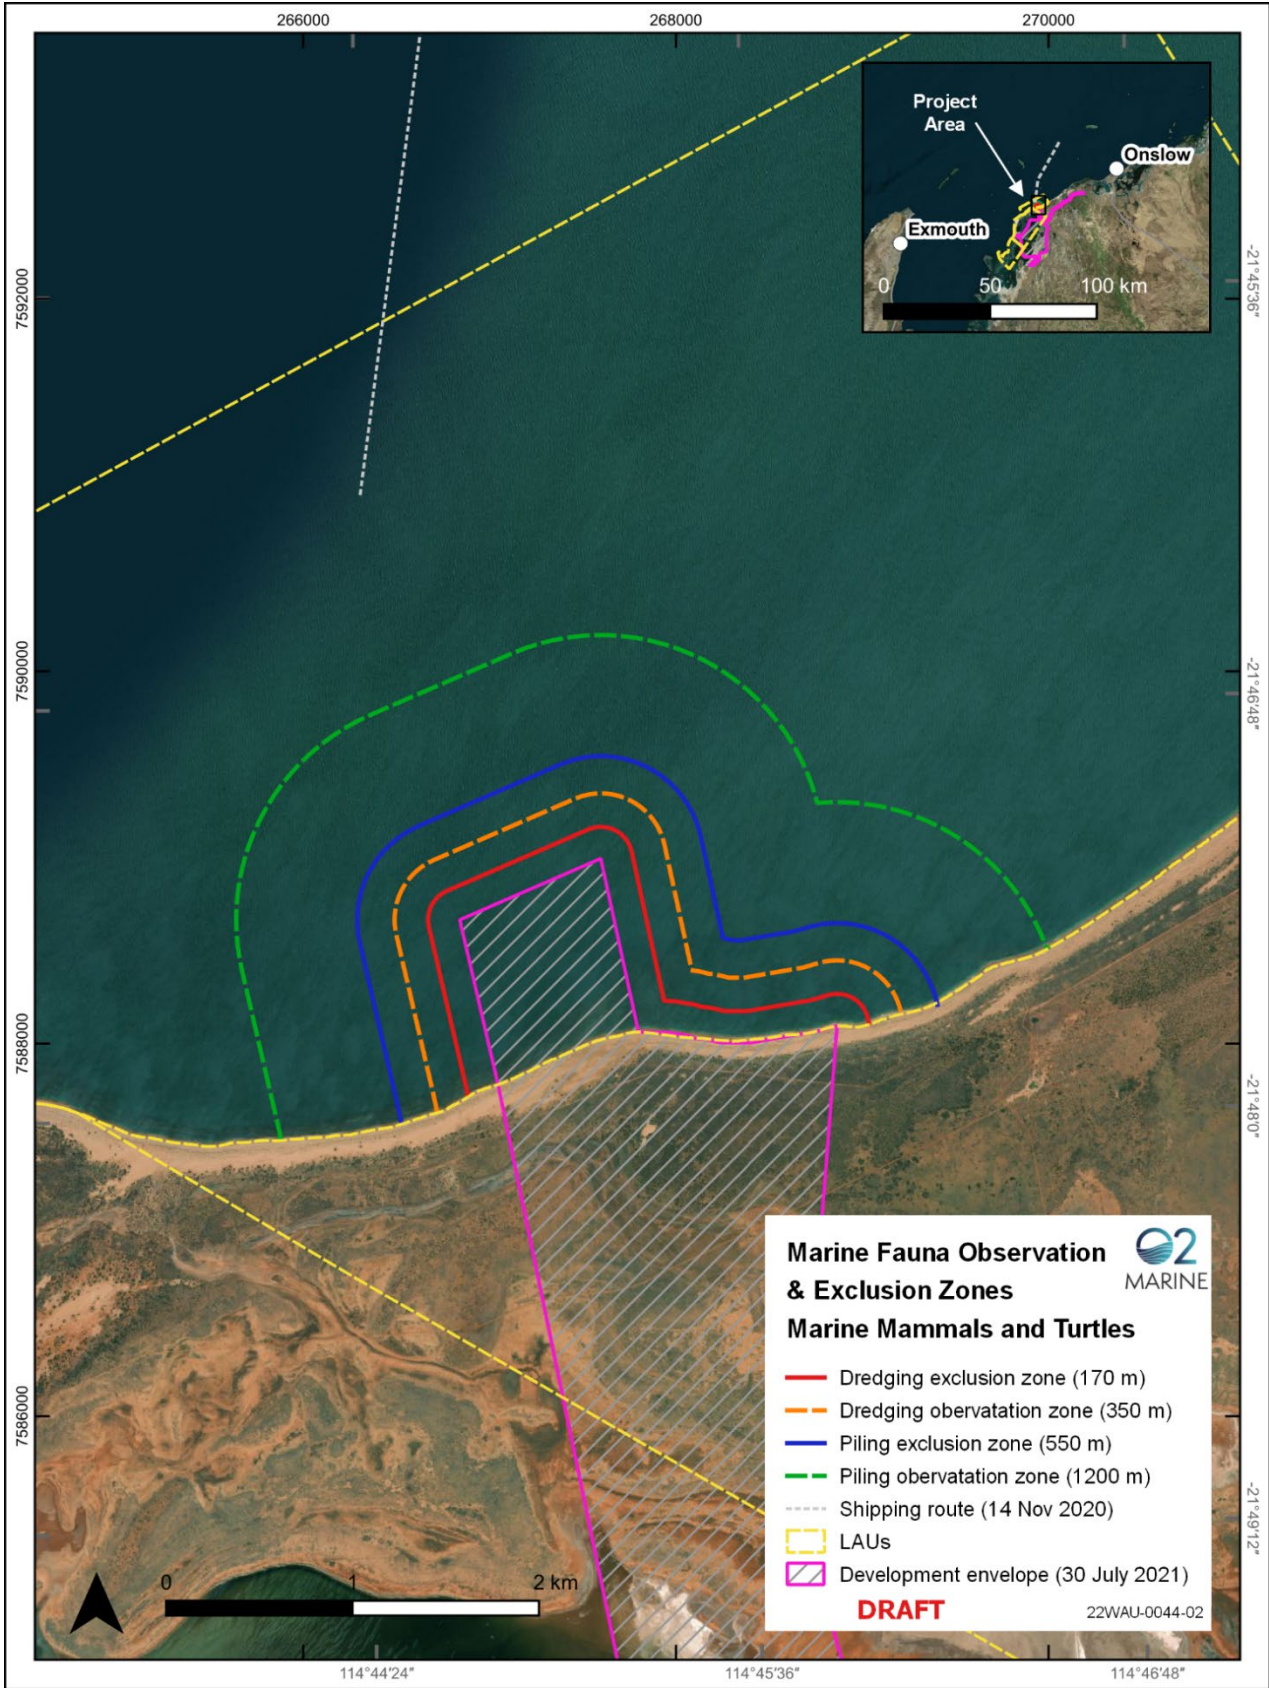 266000
268000
270000
Project
Area
Onslow
Exmouth
0
50
100 km
7592000
7590000
7588000
7586000
-21°45'36"
-21°46'48"
-21°48'0"
-21°49'12"
Marine Fauna Observation
& Exclusion Zones
Marine Mammals and Turtles
O2
MARINE
Dredging exclusion zone (170 m)
Dredging obervatation zone (350 m)
Piling exclusion zone (550 m)
Piling obervatation zone (1200 m)
Shipping route (14 Nov 2020)
LAUs
Development envelope (30 July 2021)
DRAFT
22WAU-0044-02
0
1
2 km
114°44'24"
114°45'36"
114°46'48"